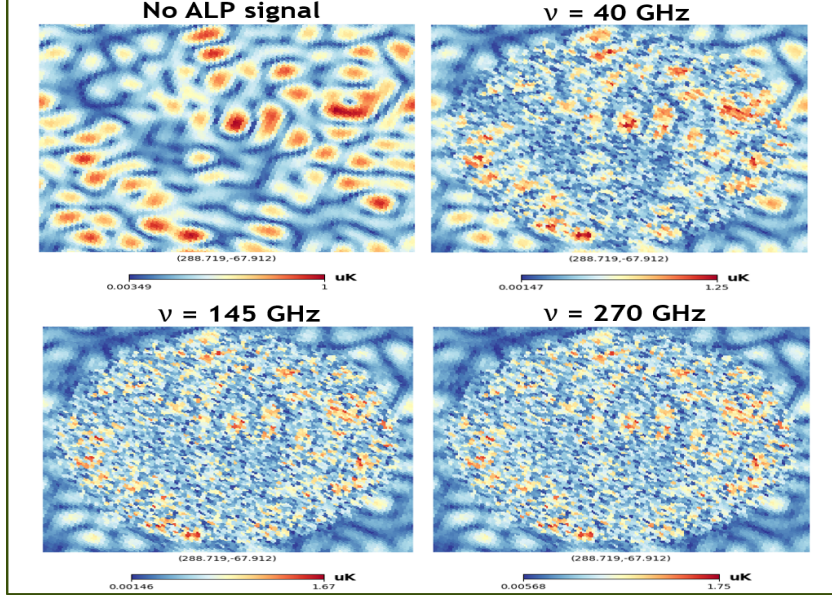 No ALP signal
ν = 40 GHz
(288.719,-67.912)
(288.719,-67.912)
uK
0.00349
1
uK
0.00147
1.25
ν = 145 GHz
ν = 270 GHz
(288.719,-67.912)
(288.719,-67.912)
uK
0.00146
1.67
uK
0.00568
1.75